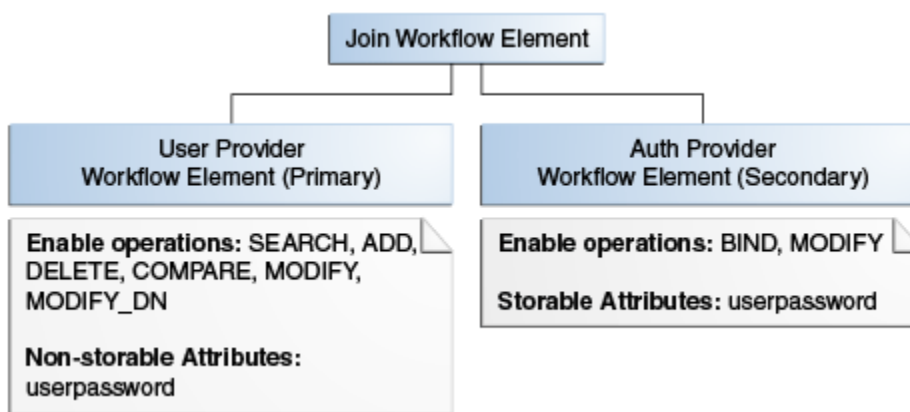 Join Workflow Element
User Provider
Workflow Element (Primary)
Auth Provider
Workflow Element (Secondary)
Enable operations: SEARCH, ADD,
DELETE, COMPARE, MODIFY,
MODIFY_DN
Non-storable Attributes:
userpassword
Enable operations: BIND, MODIFY
Storable Attributes: userpassword